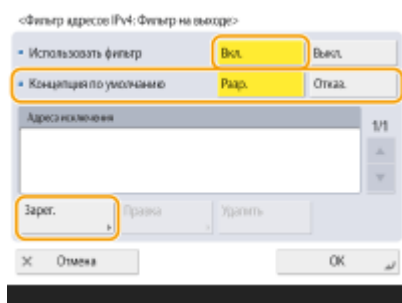 <Фильтр адресов IPv4: Фильтр на выходе>
Использовать фильтр Вкл. Выкл.
Концепция по умолчанию Разр. Отказ.
Адреса исключения
1/1
Зарег. Правка Удалить
× Отмена OK